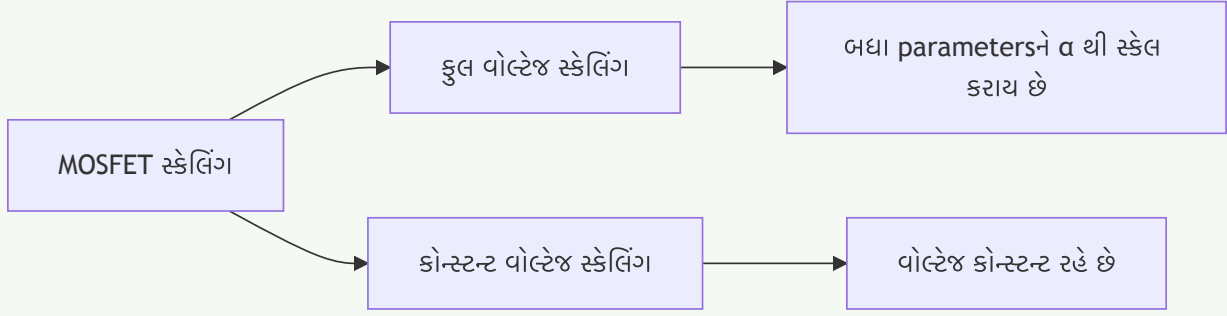 MOSFET સ્કેલિંગ
ફુલ વોલ્ટેજ સ્કેલિંગ
બધા parametersને α થી સ્કેલ
કરાય છે
કોન્સ્ટન્ટ વોલ્ટેજ સ્કેલિંગ
વોલ્ટેજ કોન્સ્ટન્ટ રહે છે